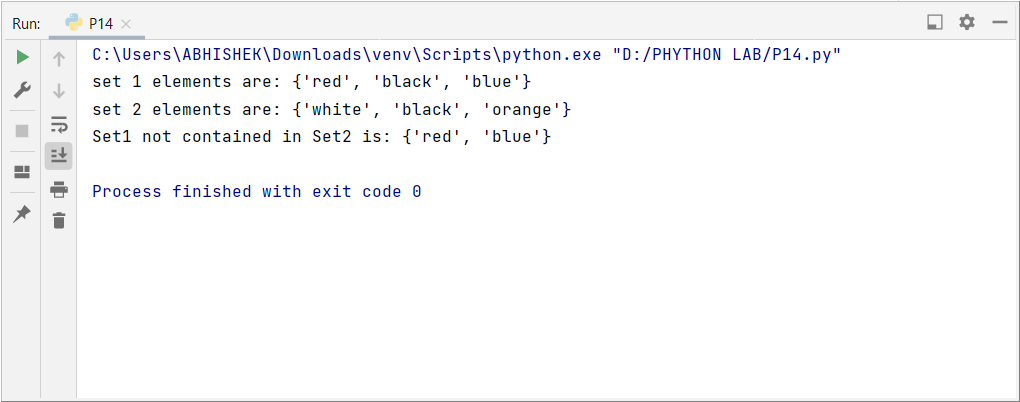 Run: P14
C:\Users\ABHISHEK\Downloads\venv\Scripts\python.exe "D:/PHYTHON LAB/P14.py"
set 1 elements are: {'red', 'black', 'blue'}
set 2 elements are: {'white', 'black', 'orange'}
Set1 not contained in Set2 is: {'red', 'blue'}
Process finished with exit code 0